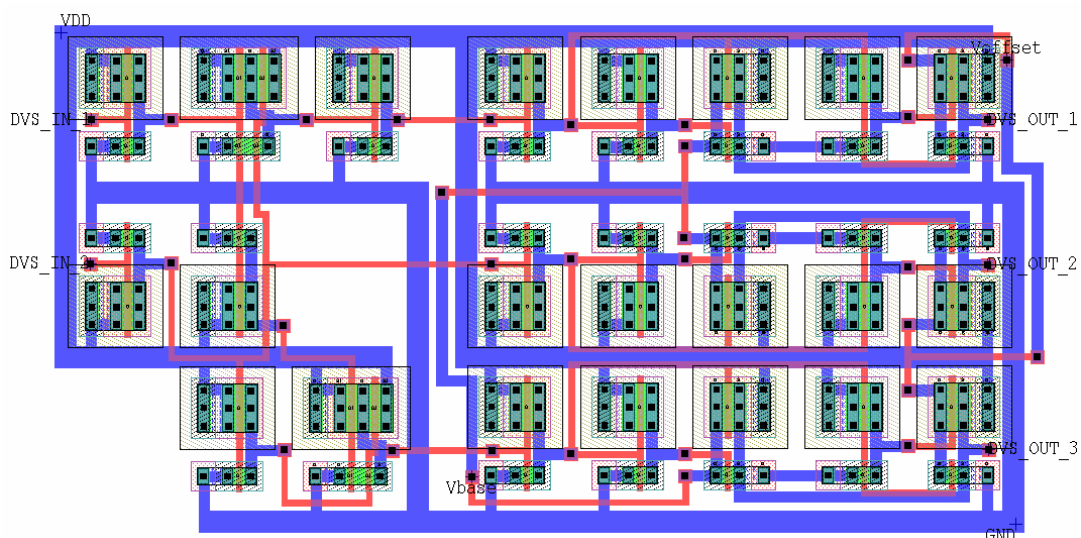 VDD
Voffset
DVS_IN_1
DVS_OUT_1
DVS_IN_2
DVS_OUT_2
DVS_OUT_3
Vbase
GND